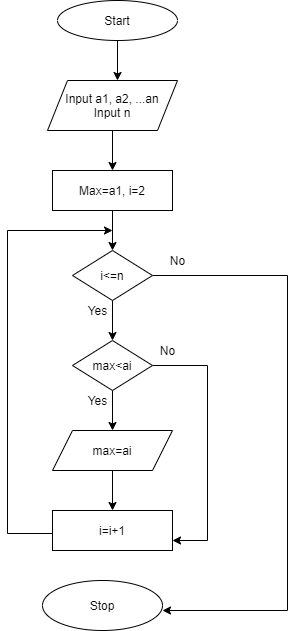 Start
Input a1, a2, ...an
Input n
Max=a1, i=2
i<=n
No
Yes
max<ai
No
Yes
max=ai
i=i+1
Stop